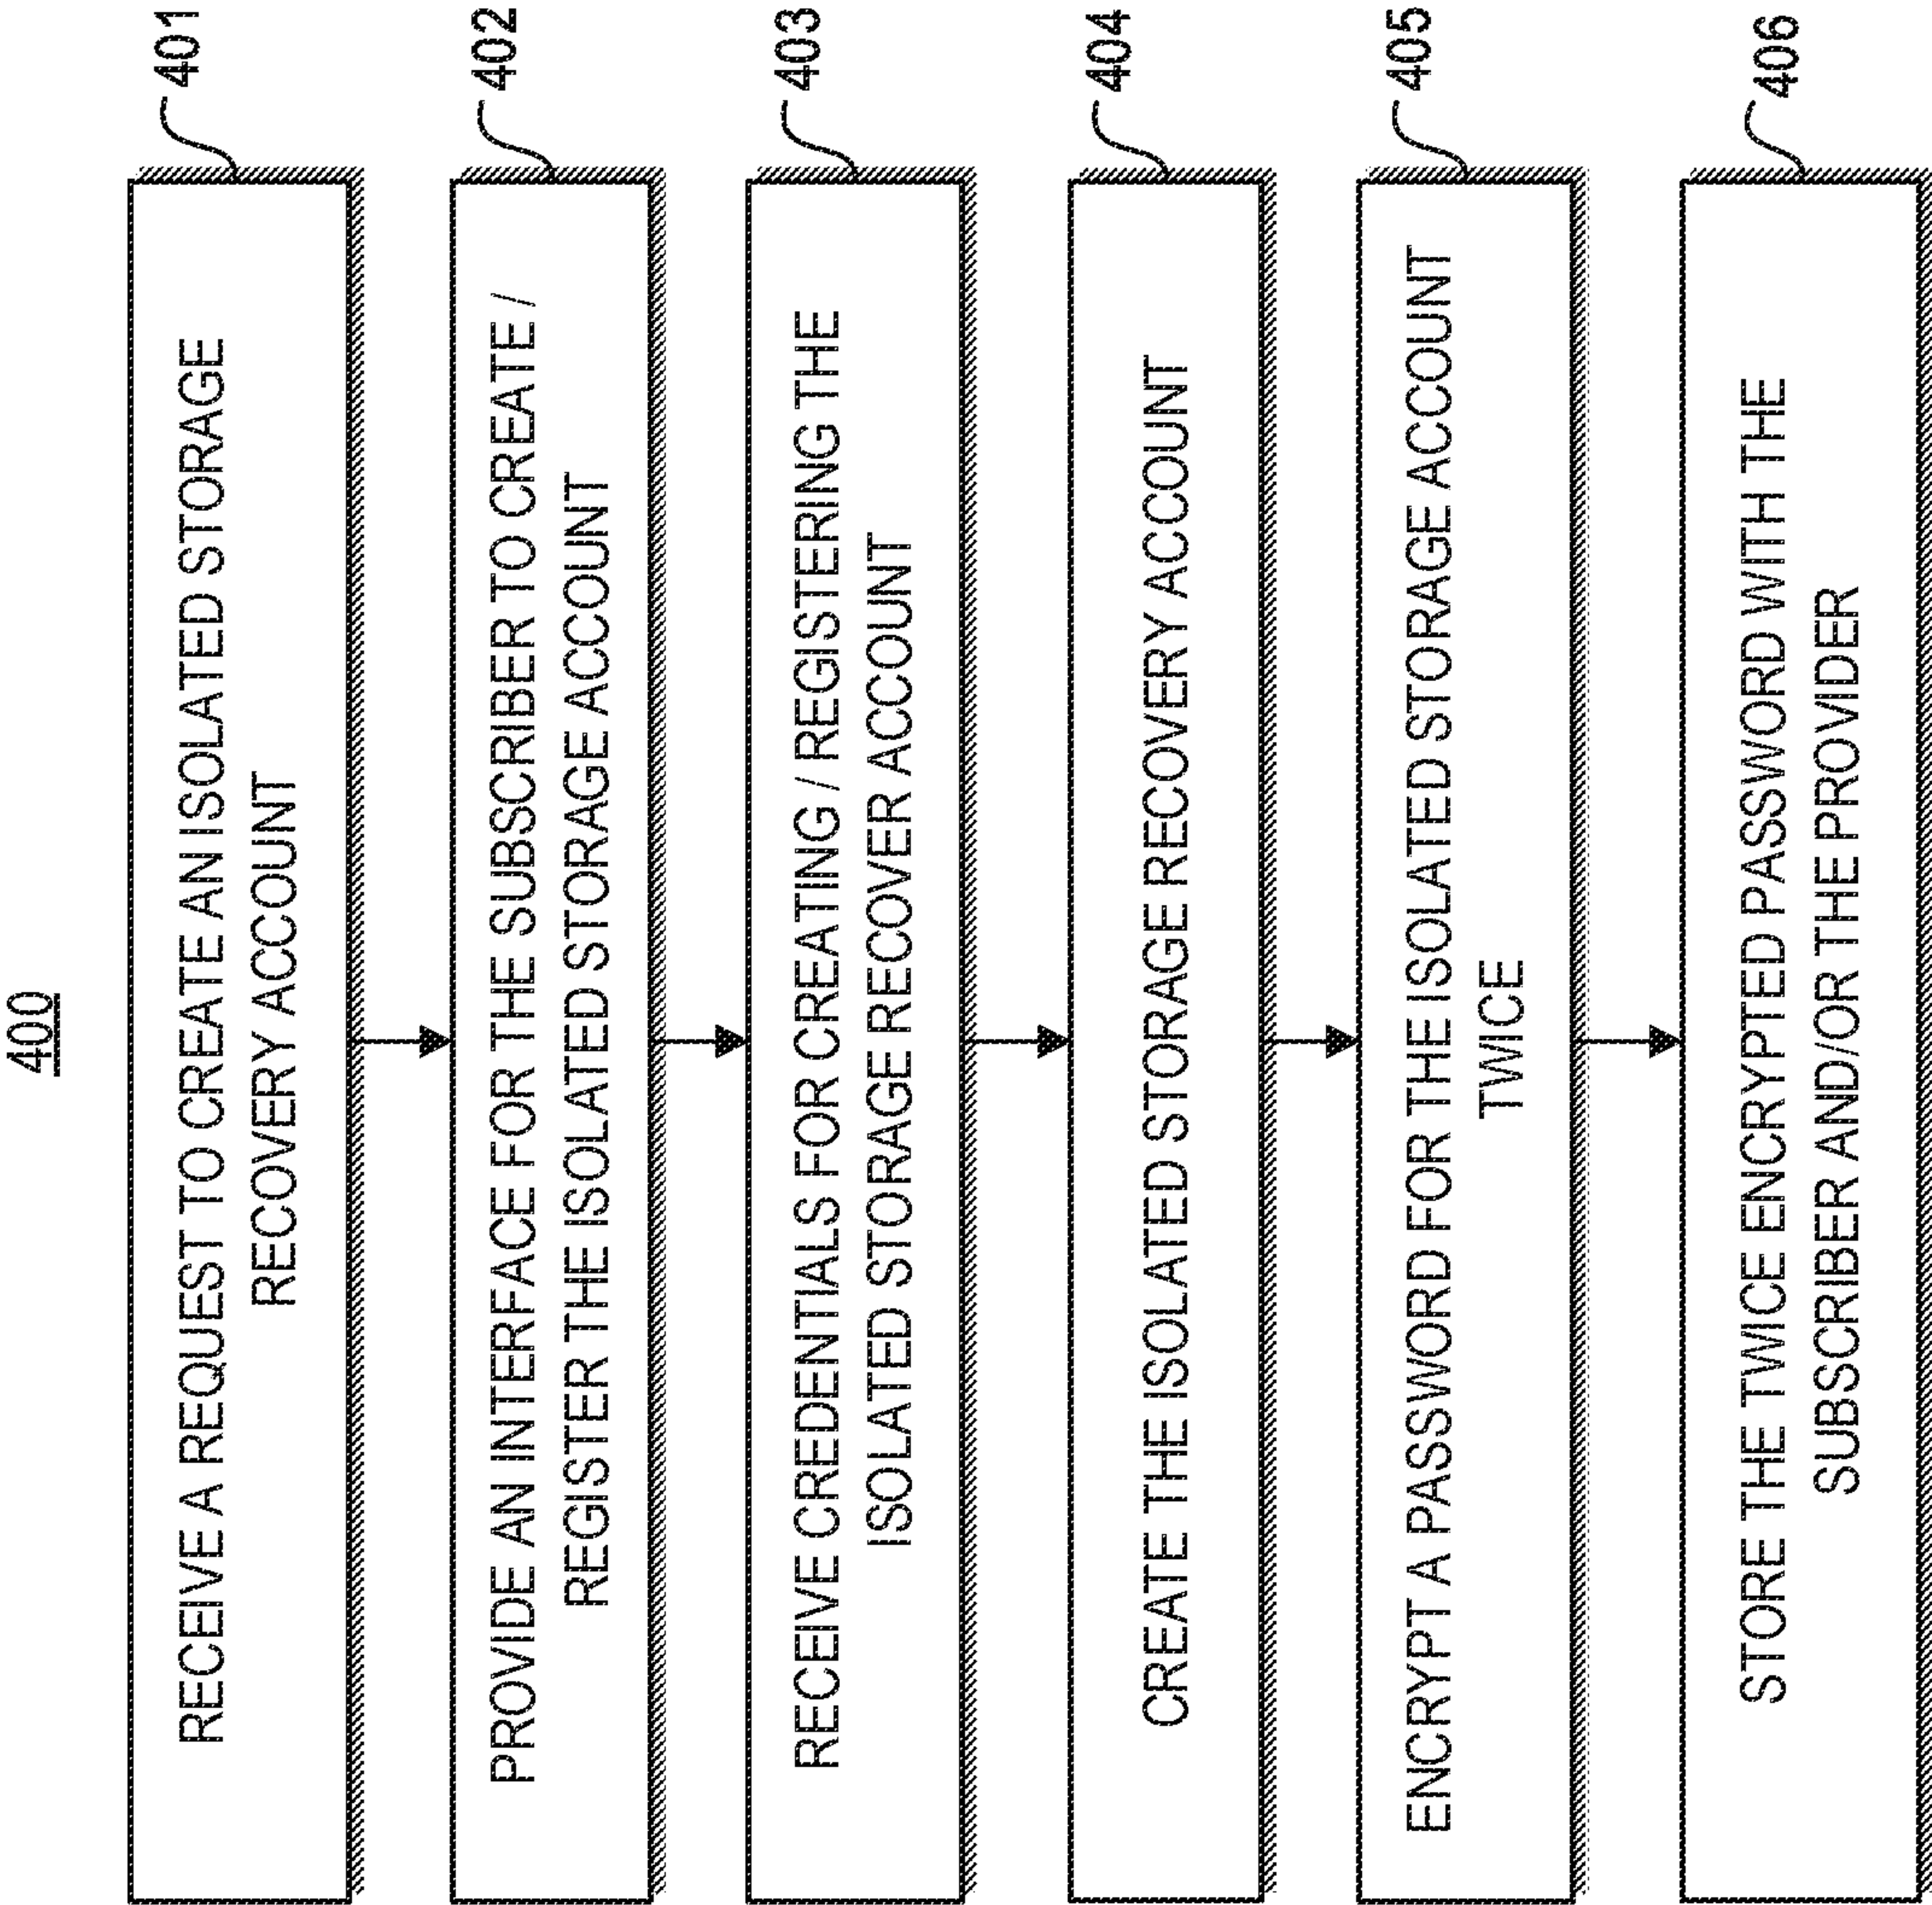 400
RECEIVE A REQUEST TO CREATE AN ISOLATED STORAGE
RECOVERY ACCOUNT
401
PROVIDE AN INTERFACE FOR THE SUBSCRIBER TO CREATE /
REGISTER THE ISOLATED STORAGE ACCOUNT
402
RECEIVE CREDENTIALS FOR CREATING / REGISTERING THE
ISOLATED STORAGE RECOVER ACCOUNT
403
CREATE THE ISOLATED STORAGE RECOVERY ACCOUNT
404
ENCRYPT A PASSWORD FOR THE ISOLATED STORAGE ACCOUNT
TWICE
405
STORE THE TWICE ENCRYPTED PASSWORD WITH THE
SUBSCRIBER AND/OR THE PROVIDER
406